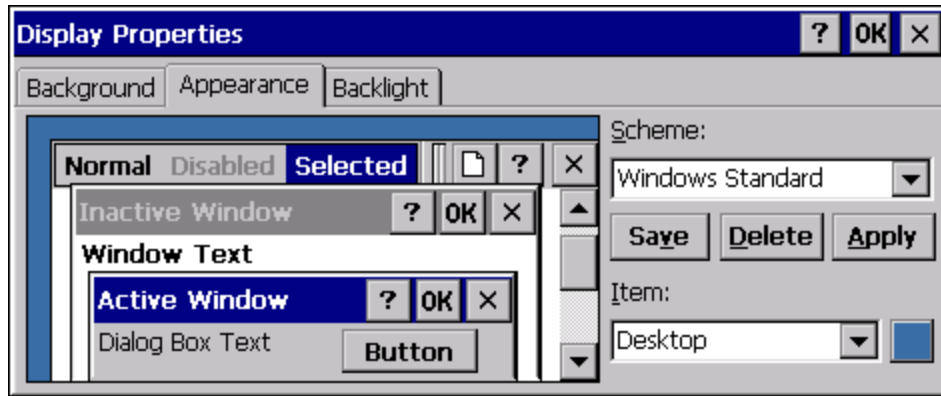 Display Properties ? OK ×
Background Appearance Backlight
Scheme:
Normal Disabled Selected ? ×
Windows Standard
Inactive Window ? OK ×
Save Delete Apply
Window Text
Item:
Active Window ? OK ×
Desktop
Dialog Box Text
Button